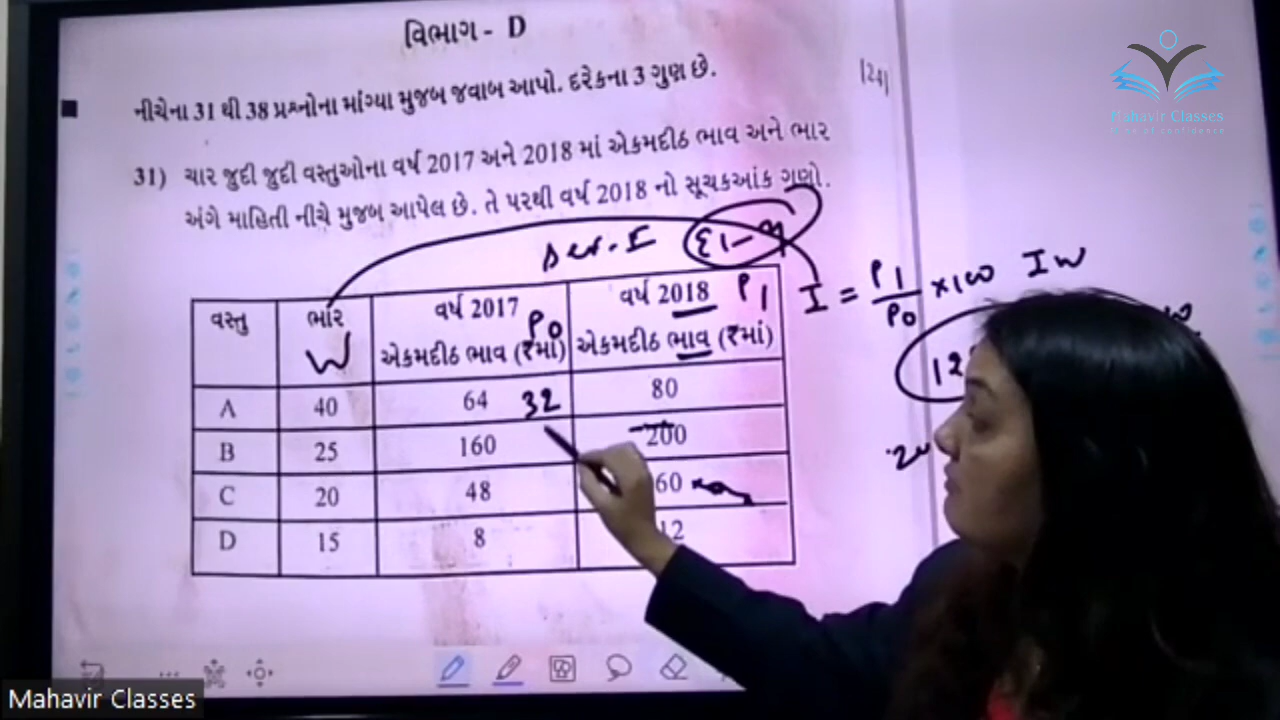 વિભાગ - D
નીચેના 31 થી 38 પ્રશ્નોના માંગ્યા મુજબ જવાબ આપો. દરેકના 3 ગુણ છે. [24]
31) ચાર જુદી જુદી વસ્તુઓના વર્ષ 2017 અને 2018 માં એકમદીઠ ભાવ અને ભાર
અંગે માહિતી નીચે મુજબ આપેલ છે. તે પરથી વર્ષ 2018 નો સૂચકઆંક ગણો.
વસ્તુ ભાર વર્ષ 2017 વર્ષ 2018 P1
W P0
એકમદીઠ ભાવ (₹માં) એકમદીઠ ભાવ (₹માં)
I = P1/P0 ×100 IW
A 40 64 32 80
B 25 160 200
C 20 48 60
D 15 8 12
Mahavir Classes
Mahavir Classes